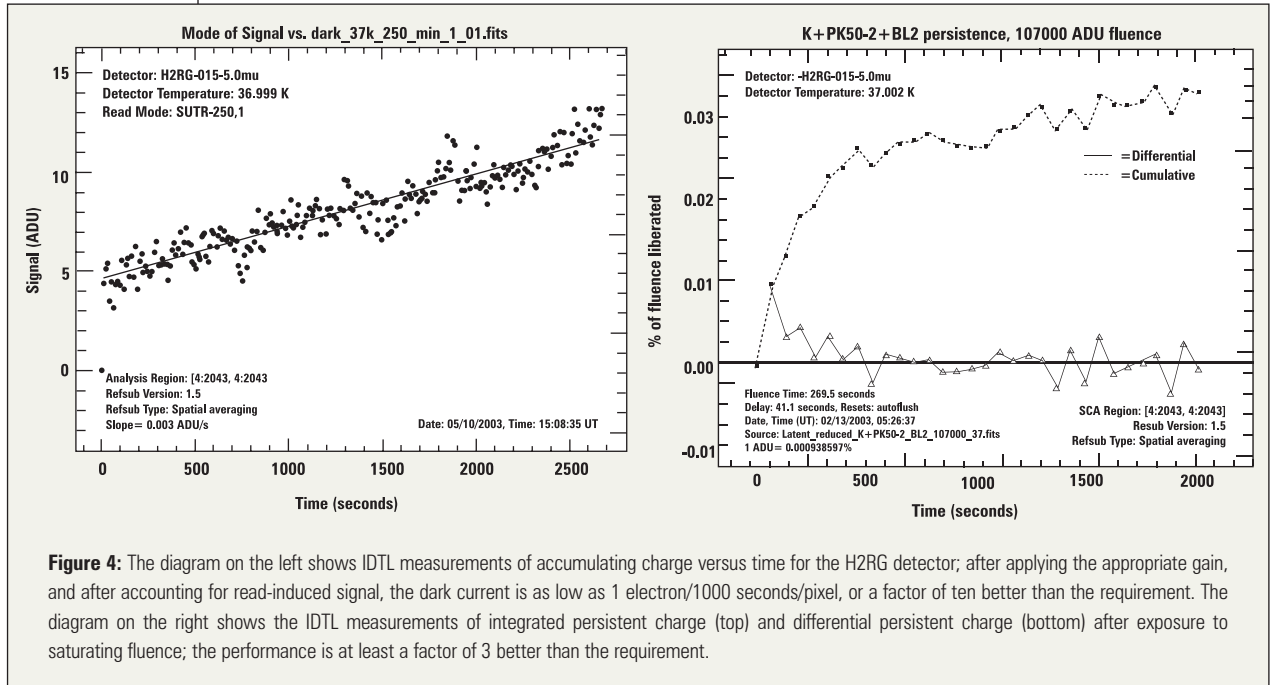 Mode of Signal vs. dark_37k_250_min_1_01.fits
15
10
5
0
Signal (ADU)
Detector: H2RG-015-5.0mu
Detector Temperature: 36.999 K
Read Mode: SUTR-250,1
Analysis Region: [4:2043, 4:2043
Refsub Version: 1.5
Refsub Type: Spatial averaging
Slope= 0.003 ADU/s
Date: 05/10/2003, Time: 15:08:35 UT
0 500 1000 1500 2000 2500
Time (seconds)
K+PK50-2+BL2 persistence, 107000 ADU fluence
0.03
0.02
0.01
0.00
-0.01
% of fluence liberated
Detector: -H2RG-015-5.0mu
Detector Temperature: 37.002 K
=Differential
=Cumulative
Fluence Time: 269.5 seconds
Delay: 41.1 seconds, Resets: autoflush
Date, Time (UT): 02/13/2003, 05:26:37
Source: Latent_reduced_K+PK50-2_BL2_107000_37.fits
1 ADU= 0.000938597%
SCA Region: [4:2043, 4:2043]
Resub Version: 1.5
Refsub Type: Spatial averaging
0 500 1000 1500 2000
Time (seconds)
Figure 4: The diagram on the left shows IDTL measurements of accumulating charge versus time for the H2RG detector; after applying the appropriate gain,
and after accounting for read-induced signal, the dark current is as low as 1 electron/1000 seconds/pixel, or a factor of ten better than the requirement. The
diagram on the right shows the IDTL measurements of integrated persistent charge (top) and differential persistent charge (bottom) after exposure to
saturating fluence; the performance is at least a factor of 3 better than the requirement.